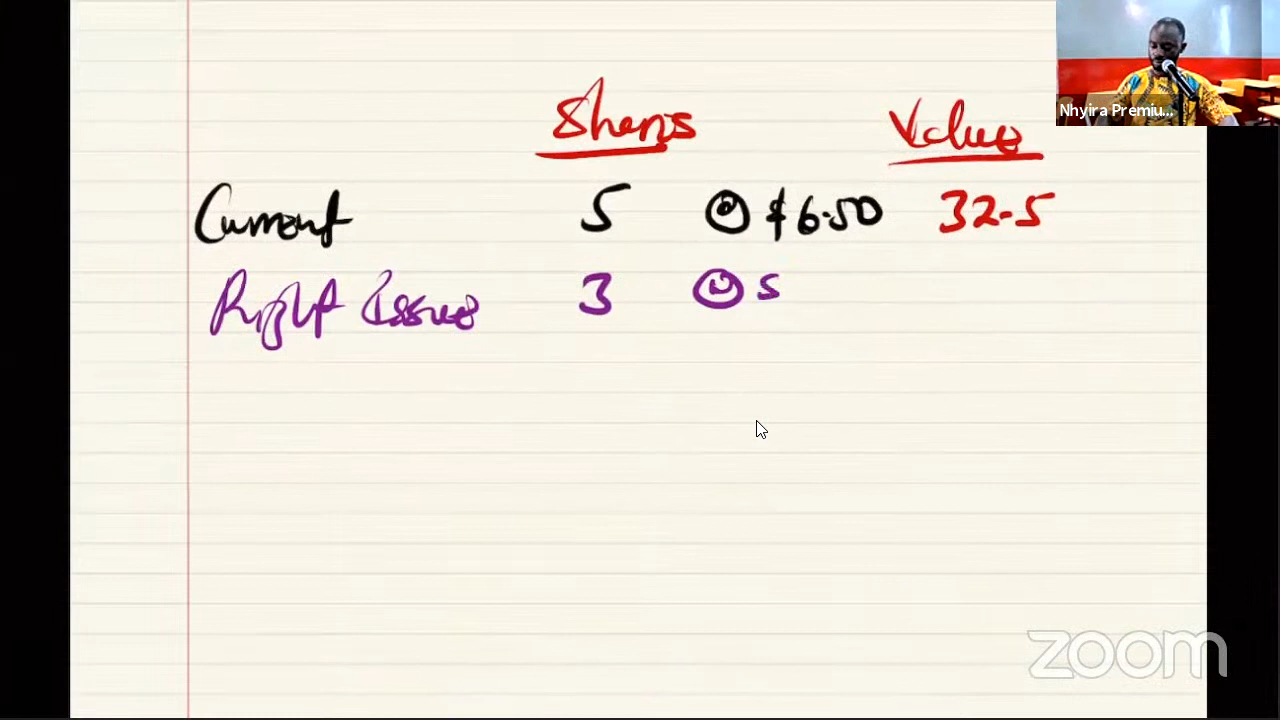 Nhyira Premiu...
Shares Value
Current 5 @ $6.50 32.5
Right Issue 3 @ 5
zoom